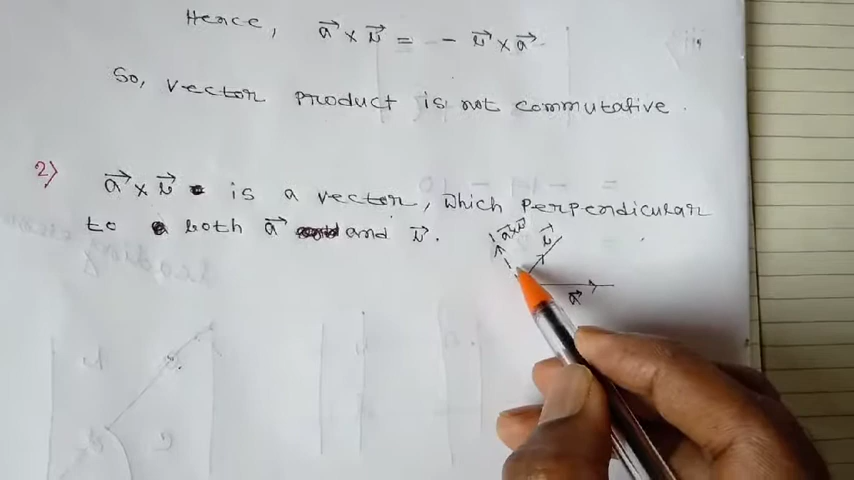 Hence, a⃗ × b⃗ = - b⃗ × a⃗
So, vector product is not commutative.
2) a⃗ × b⃗ is a vector, which perpendicular
to both a⃗ and b⃗.
a⃗×b⃗ b⃗
a⃗